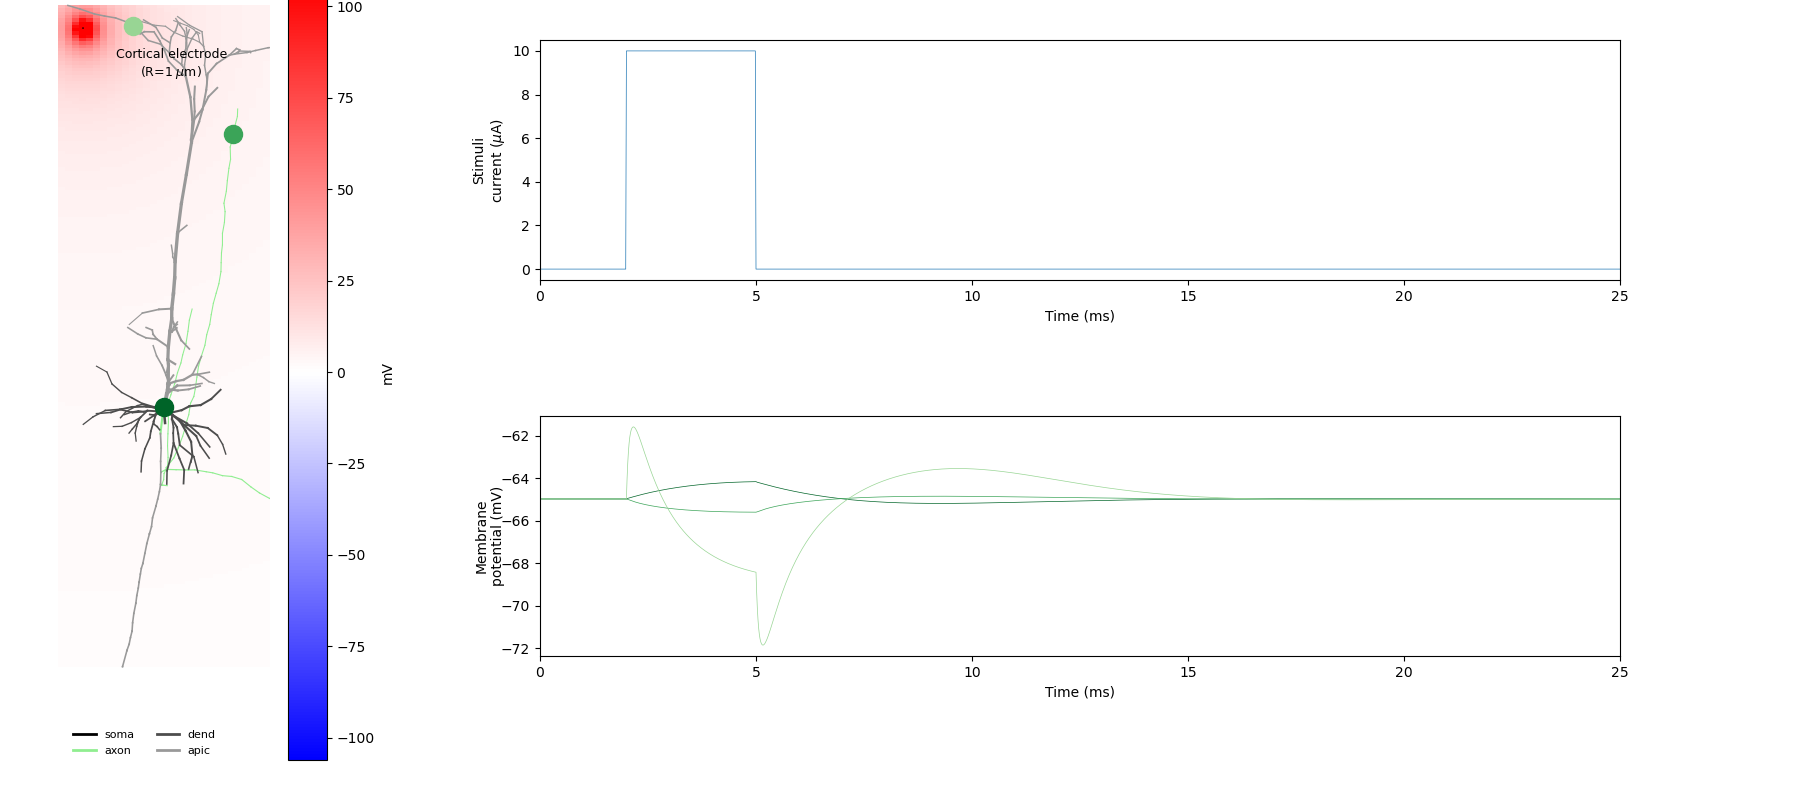 Cortical electrode
(R=1 μm)
soma
axon
dend
apic
100
75
50
25
0
−25
−50
−75
−100
mV
Stimuli
current (μA)
10
8
6
4
2
0
0 5 10 15 20 25
Time (ms)
Membrane
potential (mV)
−62
−64
−66
−68
−70
−72
0 5 10 15 20 25
Time (ms)